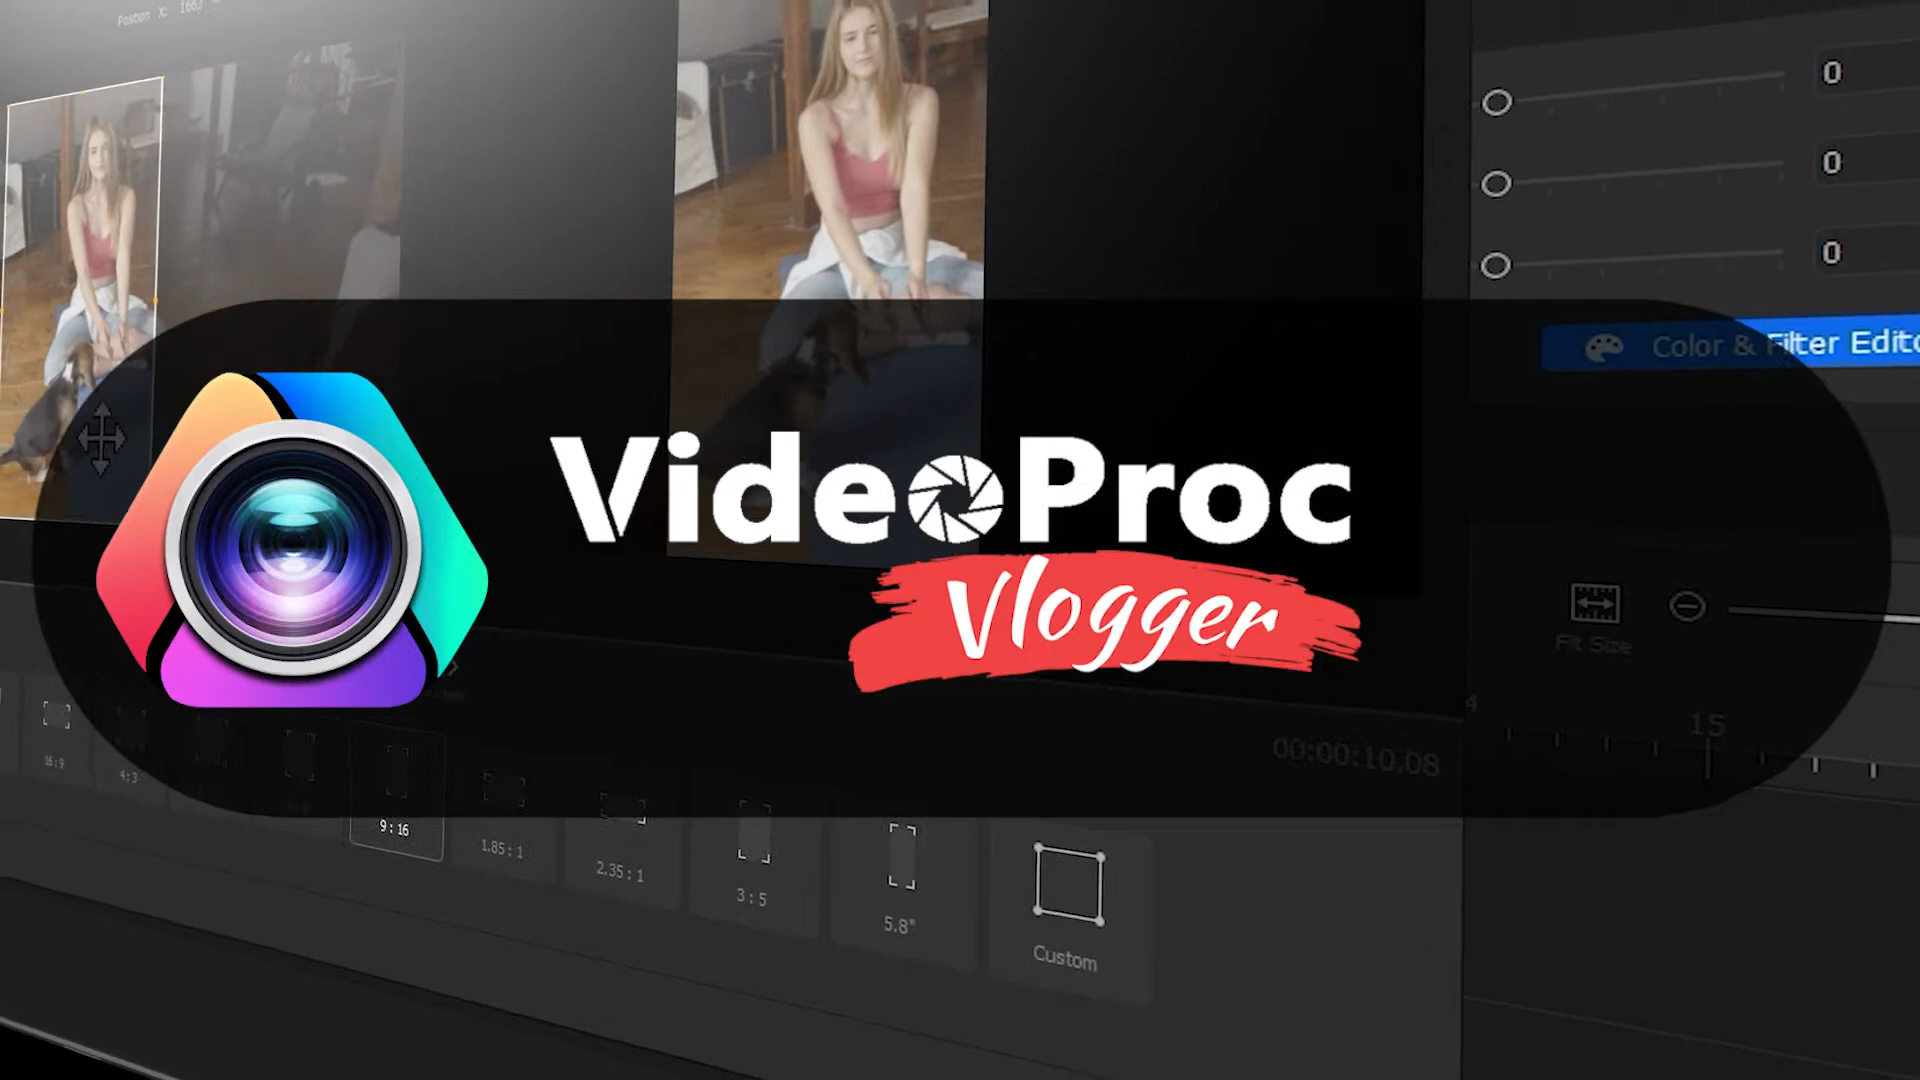 Position X:
0
0
0
Color & Filter Edito
VideoProc
Vlogger
Fit Size
15
00:00:10.08
16:9
4:3
9:16
1.85:1
2.35:1
3:5
5.8"
Custom